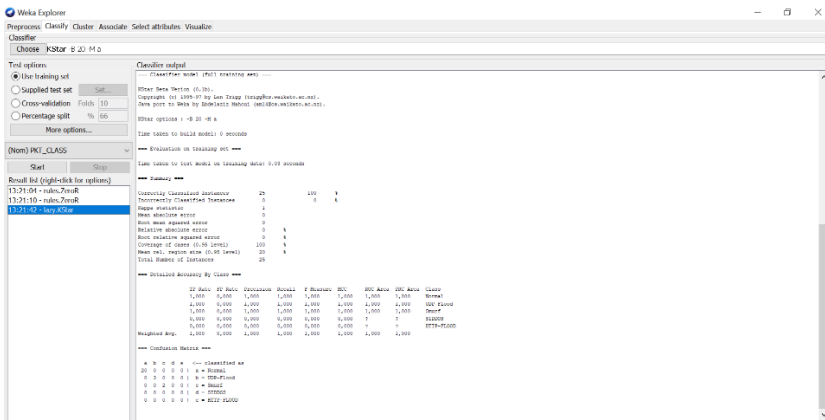 Weka Explorer
Preprocess Classify Cluster Associate Select attributes Visualize
Classifier
Choose KStar -B 20 -M a
Test options
Use training set
Supplied test set Set...
Cross-validation Folds 10
Percentage split % 66
More options...
(Nom) PKT_CLASS
Start Stop
Result list (right-click for options)
13:21:04 - rules.ZeroR
13:21:10 - rules.ZeroR
13:21:42 - lazy.KStar
Classifier output
--- Classifier model (full training set) ---
KStar Beta Verion (0.1b).
Copyright (c) 1995-97 by Len Trigg (trigg@cs.waikato.ac.nz).
Java port to Weka by Abdelaziz Mahoui (am14@cs.waikato.ac.nz).
KStar options : -B 20 -M a
Time taken to build model: 0 seconds
=== Evaluation on training set ===
Time taken to test model on training data: seconds
=== Summary ===
Correctly Classified Instances 25 100 %
Incorrectly Classified Instances 0 0 %
Kappa statistic 1
Mean absolute error 0
Root mean squared error 0
Relative absolute error 0 %
Root relative squared error 0 %
Coverage of cases (0.95 level) 100 %
Mean rel. region size (0.95 level) 20 %
Total Number of Instances 25
=== Detailed Accuracy By Class ===
TP Rate FP Rate Precision Recall F-Measure MCC ROC Area PRC Area Class
1,000 0,000 1,000 1,000 1,000 1,000 1,000 1,000 Normal
1,000 0,000 1,000 1,000 1,000 1,000 1,000 1,000 UDP-Flood
1,000 0,000 1,000 1,000 1,000 1,000 1,000 1,000 Smurf
0,000 0,000 0,000 0,000 0,000 0,000 ? ? SIDDOS
0,000 0,000 0,000 0,000 0,000 0,000 ? ? HTTP-FLOOD
Weighted Avg. 1,000 0,000 1,000 1,000 1,000 1,000 1,000 1,000
=== Confusion Matrix ===
a b c d e <-- classified as
20 0 0 0 0 | a = Normal
0 3 0 0 0 | b = UDP-Flood
0 0 2 0 0 | c = Smurf
0 0 0 0 0 | d = SIDDOS
0 0 0 0 0 | e = HTTP-FLOOD